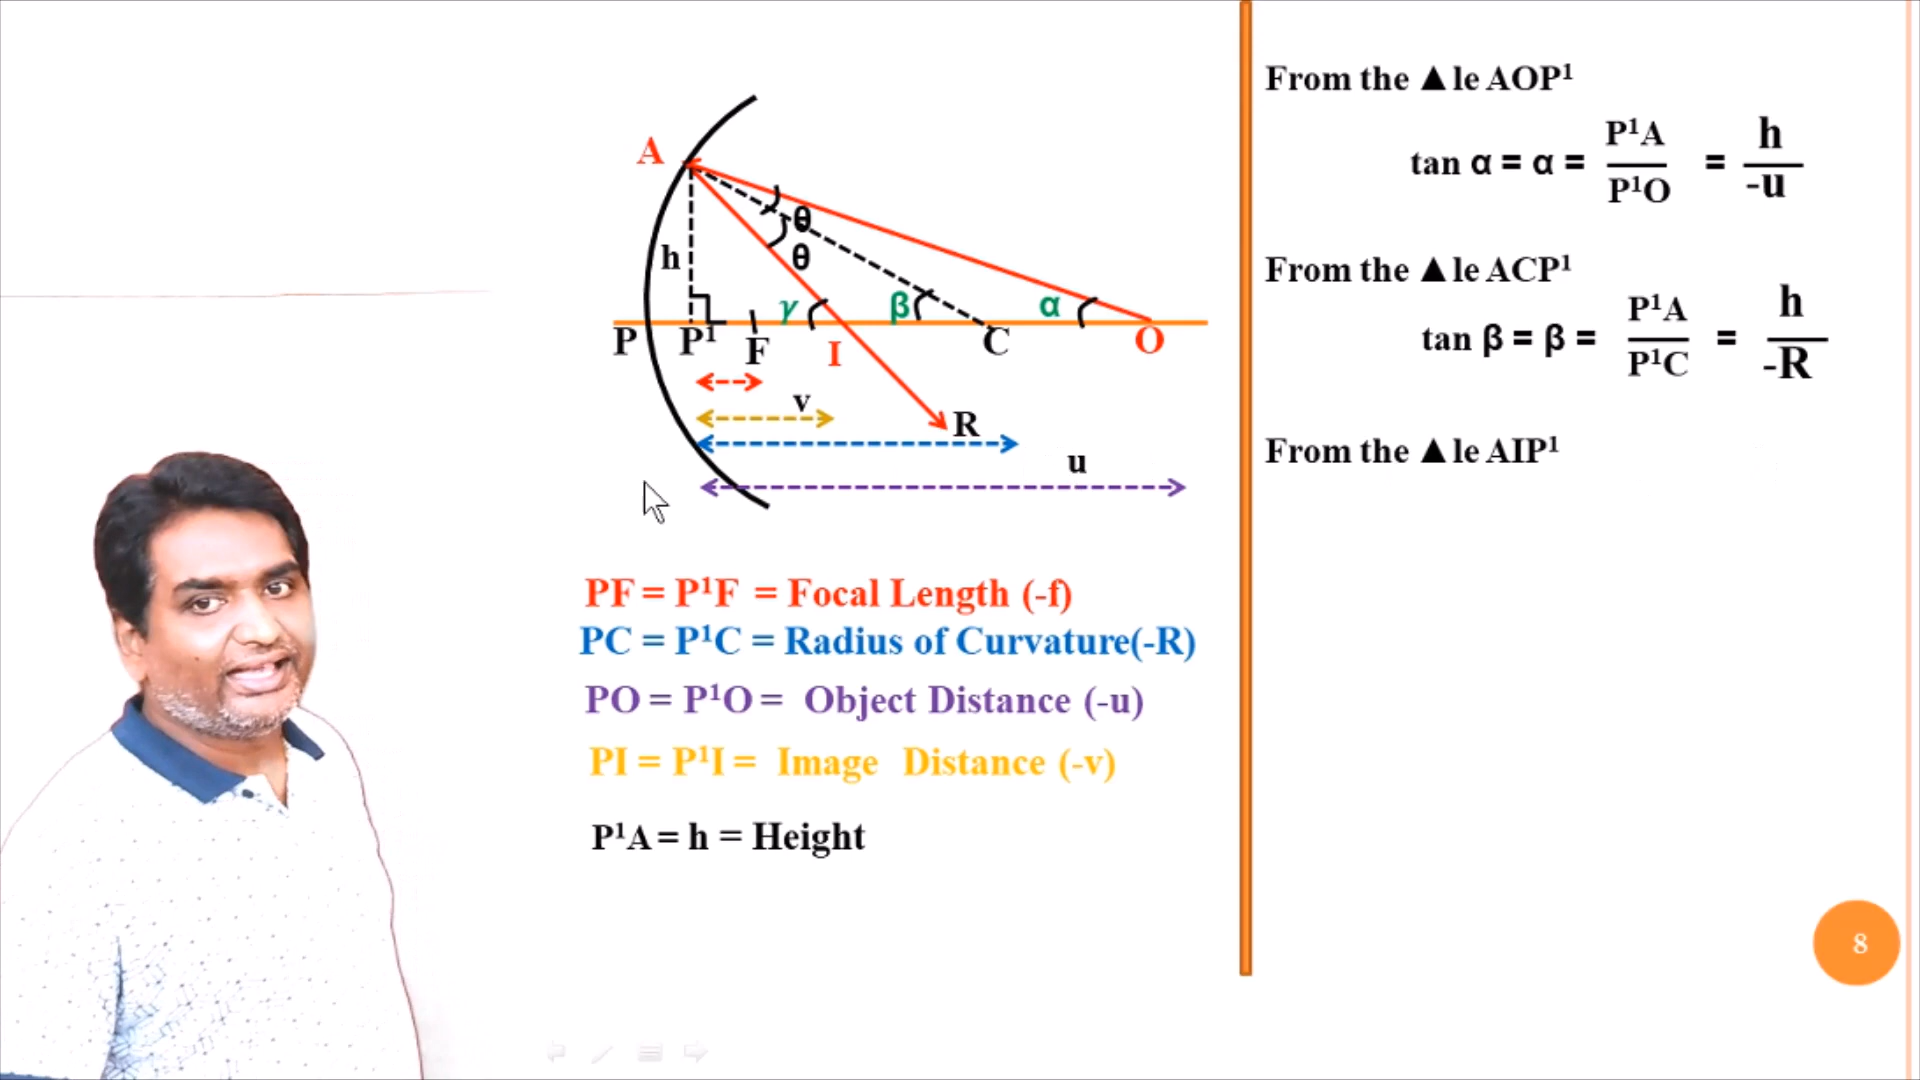 A
θ
θ
h
γ
β
α
P
P¹
F
I
C
O
v
R
u
PF = P¹F = Focal Length (-f)
PC = P¹C = Radius of Curvature(-R)
PO = P¹O = Object Distance (-u)
PI = P¹I = Image Distance (-v)
P¹A = h = Height
From the ▲le AOP¹
tan α = α = P¹A / P¹O = h / -u
From the ▲le ACP¹
tan β = β = P¹A / P¹C = h / -R
From the ▲le AIP¹
8